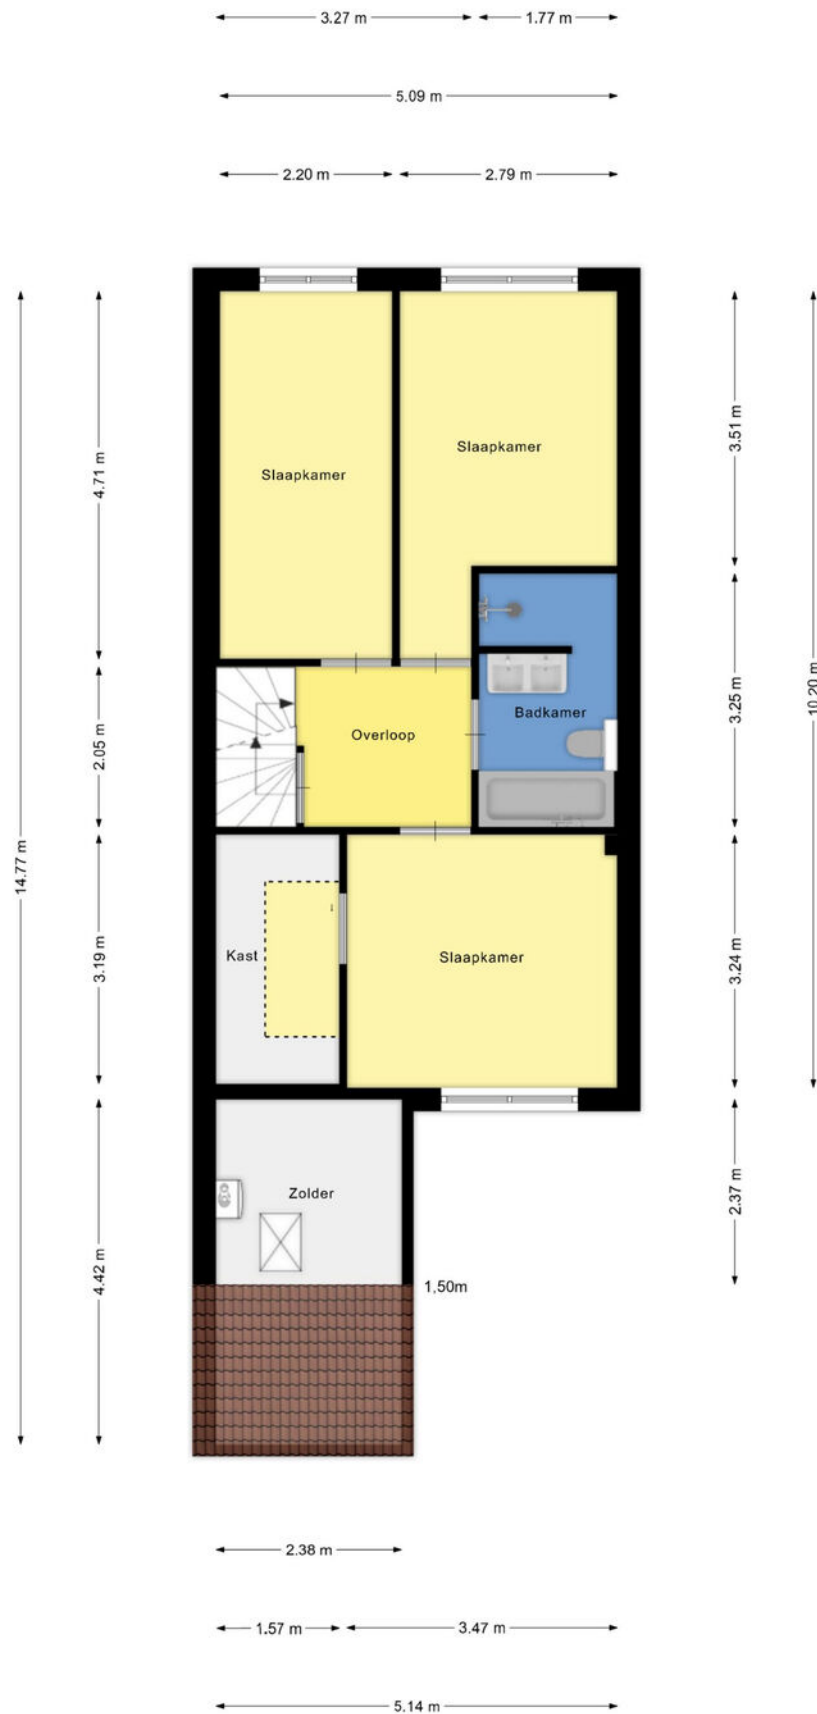 3.27 m
1.77 m
5.09 m
2.20 m
2.79 m
Slaapkamer
Slaapkamer
4.71 m
3.51 m
Badkamer
Overloop
2.05 m
3.25 m
10.20 m
14.77 m
Kast
Slaapkamer
3.19 m
3.24 m
Zolder
2.37 m
4.42 m
1,50m
2.38 m
1.57 m
3.47 m
5.14 m